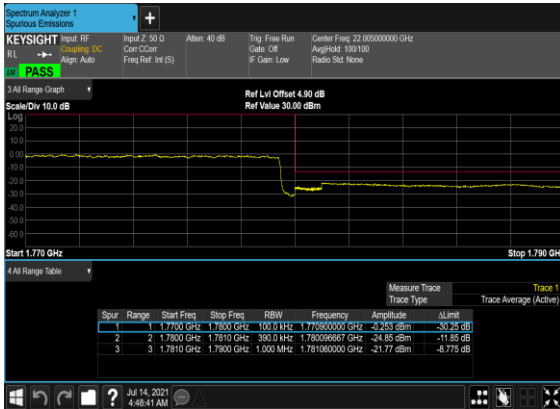 Spectrum Analyzer 1
Spurious Emissions
+
KEYSIGHT Input: RF Input Z: 50 Ω Atten: 40 dB Trig: Free Run Center Freq: 22.005000000 GHz
RL Coupling: DC Corr CCorr Gate: Off Avg|Hold: 100/100
Align: Auto Freq Ref: Int (S) IF Gain: Low Radio Std: None
PASS
3 All Range Graph
Ref Lvl Offset 4.90 dB
Scale/Div 10.0 dB Ref Value 30.00 dBm
Log
20.0
10.0
0.00
-10.0
-20.0
-30.0
-40.0
-50.0
-60.0
Start 1.770 GHz Stop 1.790 GH
4 All Range Table
Measure Trace Trace 1
Trace Type Trace Average (Active)
Spur Range Start Freq Stop Freq RBW Frequency Amplitude ΔLimit
1 1 1.7700 GHz 1.7800 GHz 100.0 kHz 1.770900000 GHz -0.253 dBm -30.25 dB
2 2 1.7800 GHz 1.7810 GHz 390.0 kHz 1.780096667 GHz -24.85 dBm -11.85 dB
3 3 1.7810 GHz 1.7900 GHz 1.000 MHz 1.781060000 GHz -21.77 dBm -8.775 dB
? Jul 14, 2021
4:48:41 AM